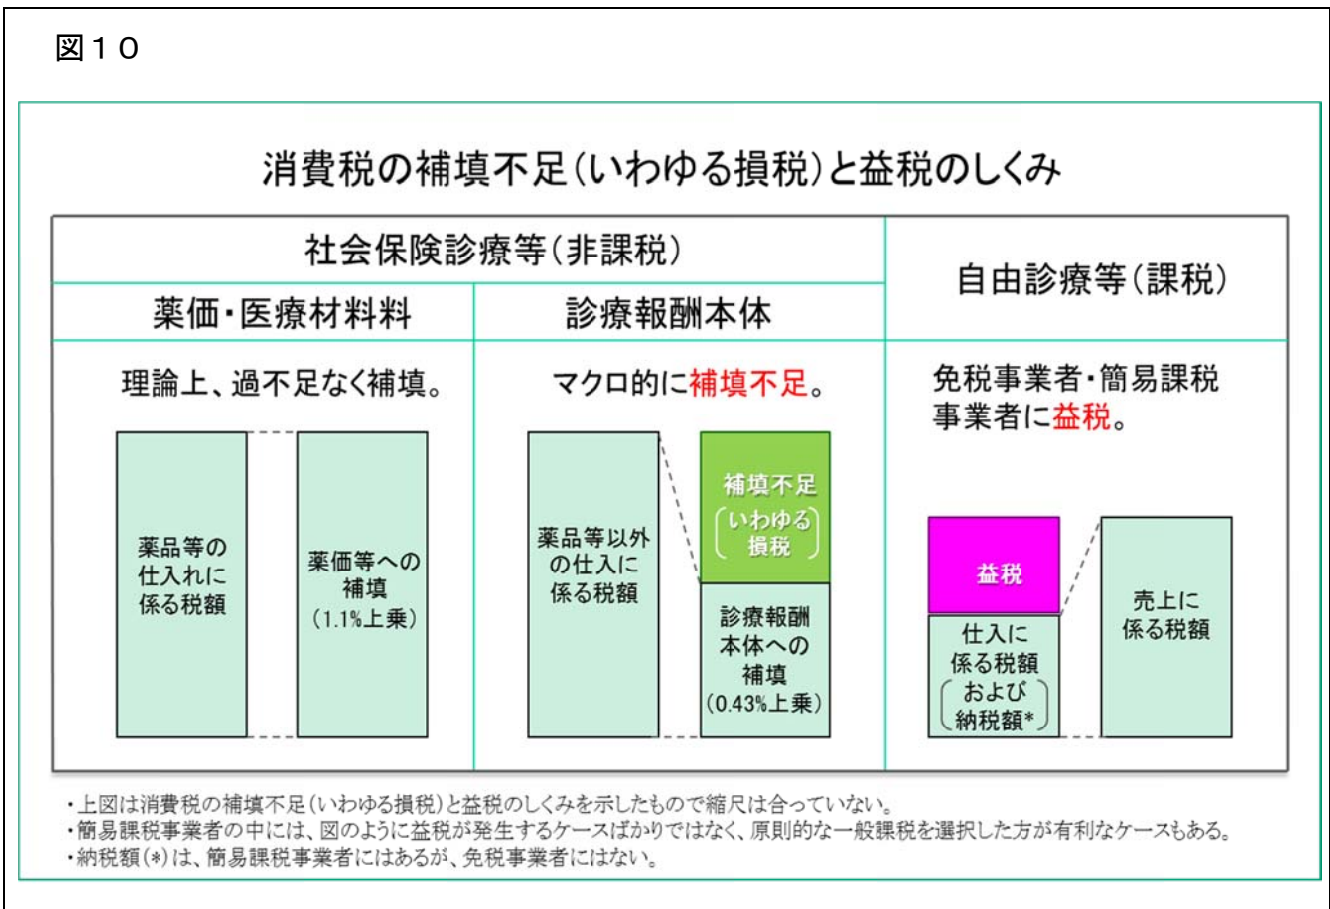 図10
消費税の補填不足(いわゆる損税)と益税のしくみ
社会保険診療等(非課税)
自由診療等(課税)
薬価・医療材料料
診療報酬本体
理論上、過不足なく補填。
マクロ的に補填不足。
免税事業者・簡易課税
事業者に益税。
薬品等の
仕入れに
係る税額
薬価等への
補填
(1.1%上乗)
薬品等以外
の仕入に
係る税額
補填不足
(いわゆる
損税)
診療報酬
本体への
補填
(0.43%上乗)
益税
仕入に
係る税額
(および
納税額*)
売上に
係る税額
・上図は消費税の補填不足(いわゆる損税)と益税のしくみを示したもので縮尺は合っていない。
・簡易課税事業者の中には、図のように益税が発生するケースばかりではなく、原則的な一般課税を選択した方が有利なケースもある。
・納税額(*)は、簡易課税事業者にはあるが、免税事業者にはない。